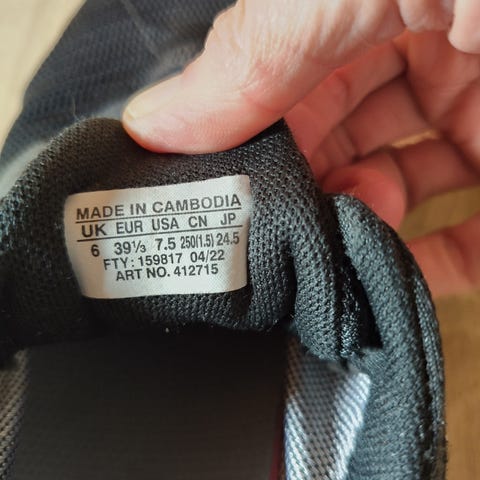 MADE IN CAMBODIA
UK EUR USA CN JP
6 39⅓ 7.5 250(1.5) 24.5
FTY: 159817 04/22
ART NO. 412715